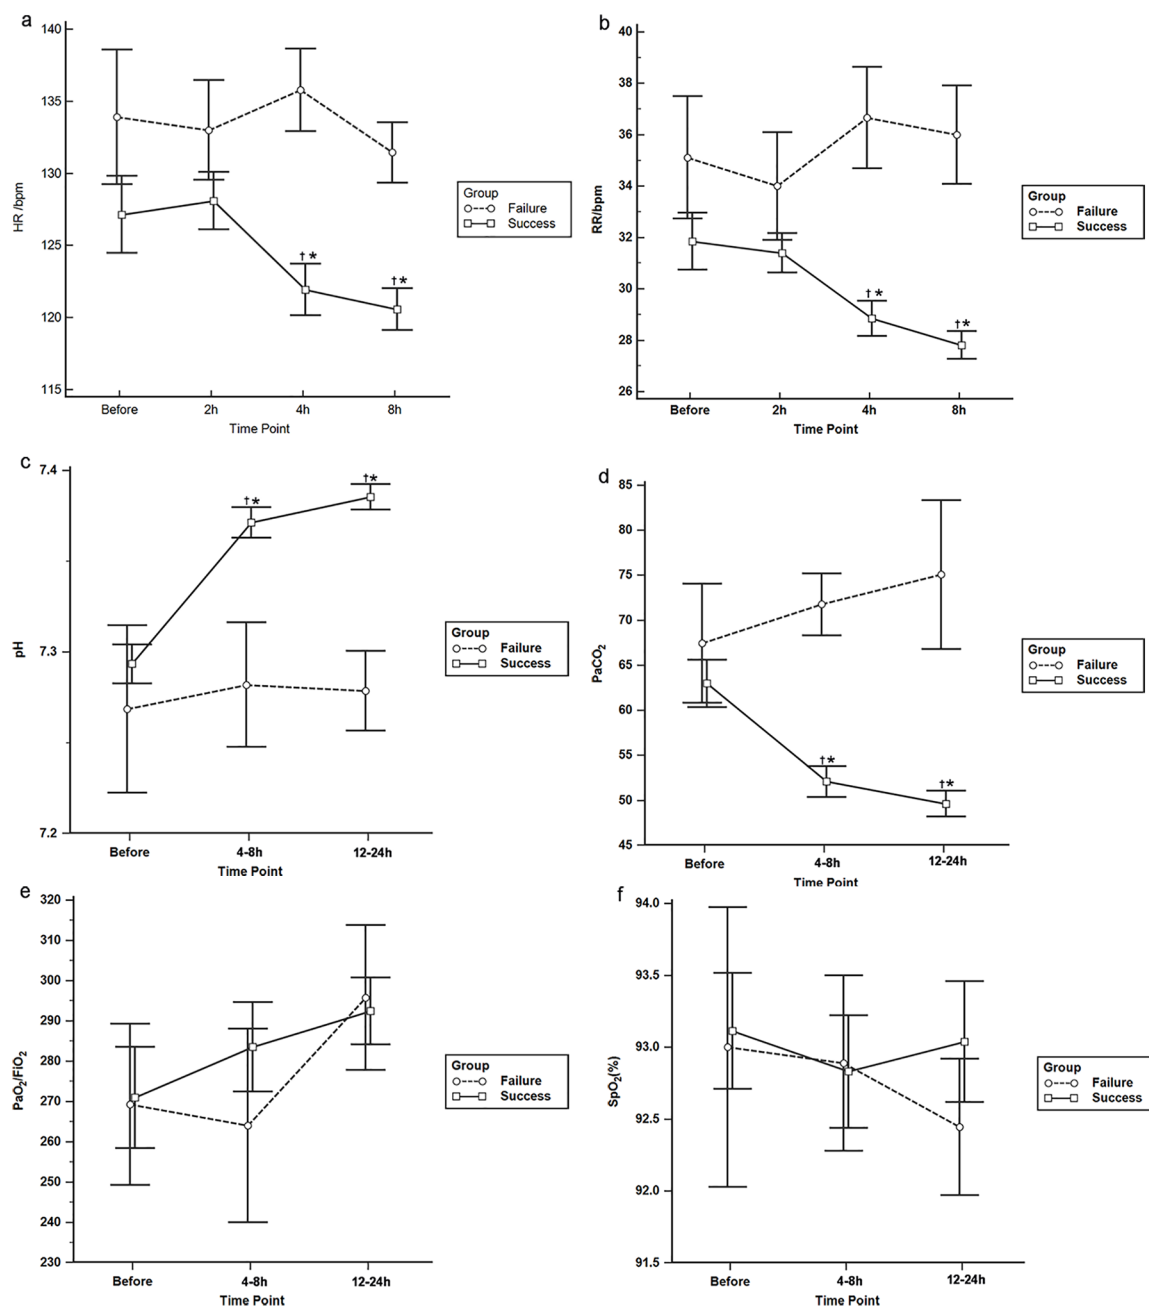 a
140
135
130
125
120
115
HR /bpm
†*
†*
Before
2h
4h
8h
Time Point
Group
Failure
Success
b
40
38
36
34
32
30
28
26
RR/bpm
†*
†*
Before
2h
4h
8h
Time Point
Group
Failure
Success
c
7.4
7.3
7.2
pH
†*
†*
Before
4-8h
12-24h
Time Point
Group
Failure
Success
d
85
80
75
70
65
60
55
50
45
PaCO2
†*
†*
Before
4-8h
12-24h
Time Point
Group
Failure
Success
e
320
310
300
290
280
270
260
250
240
230
PaO2/FiO2
Before
4-8h
12-24h
Time Point
Group
Failure
Success
f
94.0
93.5
93.0
92.5
92.0
91.5
SpO2(%)
Before
4-8h
12-24h
Time Point
Group
Failure
Success